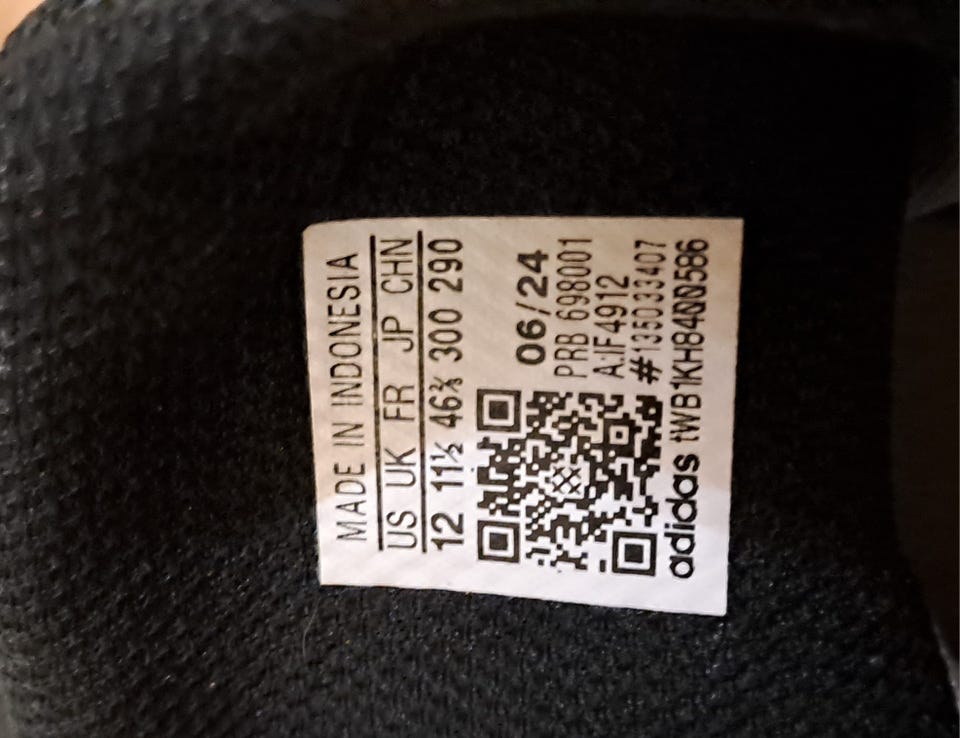 MADE IN INDONESIA
US UK FR JP CHN
12 11½ 46⅔ 300 290
06/24
PRB 698001
A:IF4912
#135033407
adidas tWB1KH8400586